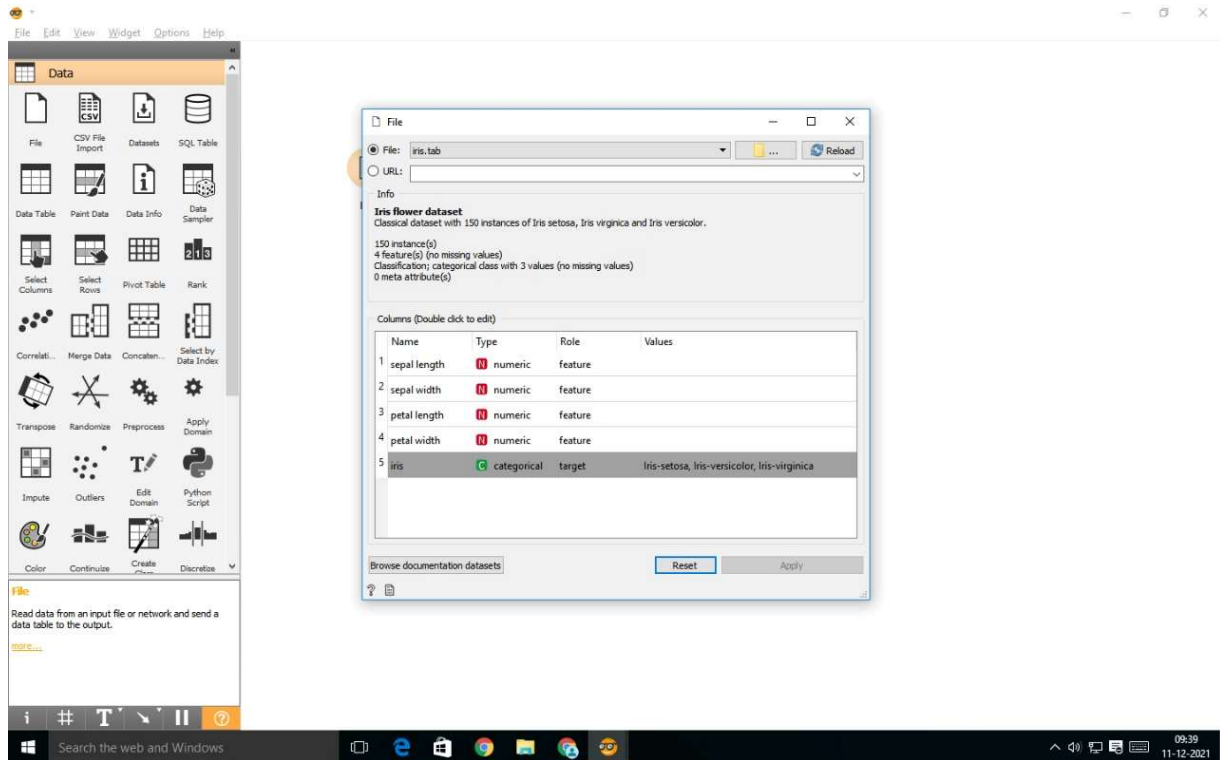 File Edit View Widget Options Help
Data
File CSV File Import Datasets SQL Table
Data Table Paint Data Data Info Data Sampler
Select Columns Select Rows Pivot Table Rank
Correlati... Merge Data Concaten... Select by Data Index
Transpose Randomize Preprocess Apply Domain
Impute Outliers Edit Domain Python Script
Color Continuize Create Discretize
File
Read data from an input file or network and send a
data table to the output.
more...
File
File: iris.tab ... Reload
URL:
Info
Iris flower dataset
Classical dataset with 150 instances of Iris setosa, Iris virginica and Iris versicolor.
150 instance(s)
4 feature(s) (no missing values)
Classification; categorical class with 3 values (no missing values)
0 meta attribute(s)
Columns (Double click to edit)
Name Type Role Values
1 sepal length N numeric feature
2 sepal width N numeric feature
3 petal length N numeric feature
4 petal width N numeric feature
5 iris C categorical target Iris-setosa, Iris-versicolor, Iris-virginica
Browse documentation datasets Reset Apply
?
i # T ?
Search the web and Windows
09:39
11-12-2021